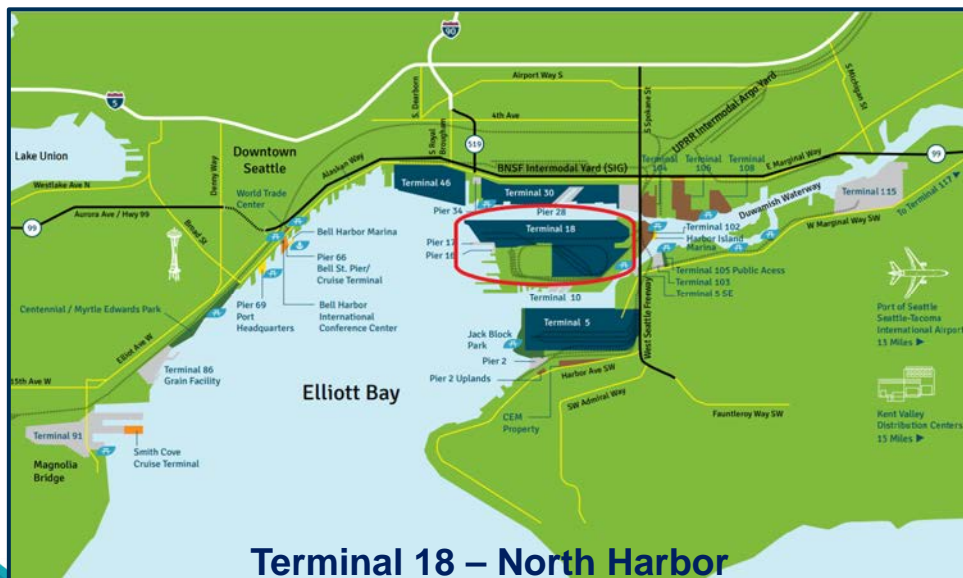 90
5
Lake Union
Westlake Ave N
Aurora Ave / Hwy 99
99
Denny Way
Broad St
Downtown
Seattle
World Trade
Center
Alaskan Way
S. Dearborn
S Royal
Brougham
519
Airport Way S
4th Ave
BNSF Intermodal Yard (SIG)
S Spokane St
UPRR Intermodal Argo Yard
S Michigan St
E Marginal Way
99
Terminal
104
Terminal
106
Terminal
108
Duwamish Waterway
Terminal 115
W Marginal Way SW
To Terminal 117
Terminal 46
Terminal 30
Pier 34
Pier 28
Terminal 18
Pier 17
Pier 16
Terminal 102
Harbor Island
Marina
Terminal 105 Public Acess
Terminal 103
Terminal 5 SE
Terminal 10
Terminal 5
West Seattle Freeway
Jack Block
Park
Pier 2
Pier 2 Uplands
Harbor Ave SW
SW Admiral Way
CEM
Property
Fauntleroy Way SW
Bell Harbor Marina
Pier 66
Bell St. Pier/
Cruise Terminal
Bell Harbor
International
Conference Center
Pier 69
Port
Headquarters
Centennial / Myrtle Edwards Park
Elliot Ave W
15th Ave W
Terminal 86
Grain Facility
Elliott Bay
Terminal 91
Smith Cove
Cruise Terminal
Magnolia
Bridge
Port of Seattle
Seattle-Tacoma
International Airport
13 Miles
Kent Valley
Distribution Centers
15 Miles
Terminal 18 – North Harbor